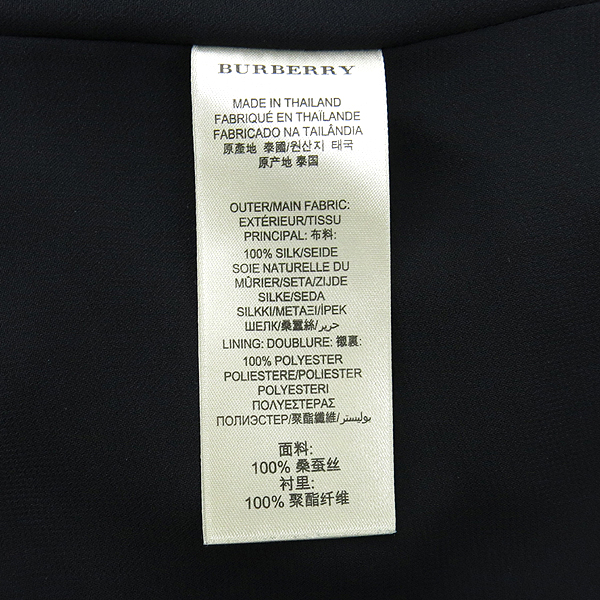 BURBERRY
MADE IN THAILAND
FABRIQUÉ EN THAÏLANDE
FABRICADO NA TAILÂNDIA
原產地 泰國/원산지 태국
原产地 泰国
OUTER/MAIN FABRIC:
EXTÉRIEUR/TISSU
PRINCIPAL: 布料:
100% SILK/SEIDE
SOIE NATURELLE DU
MÛRIER/SETA/ZIJDE
SILKE/SEDA
SILKKI/ΜΕΤΑΞΙ/İPEK
ШЕЛК/桑蠶絲/حرير
LINING: DOUBLURE: 襯裏:
100% POLYESTER
POLIESTERE/POLIÉSTER
POLYESTERI
ΠΟΛΥΕΣΤΕΡΑΣ
ПОЛИЭСТЕР/聚酯纖維/بوليستر
面料:
100% 桑蚕丝
衬里:
100% 聚酯纤维